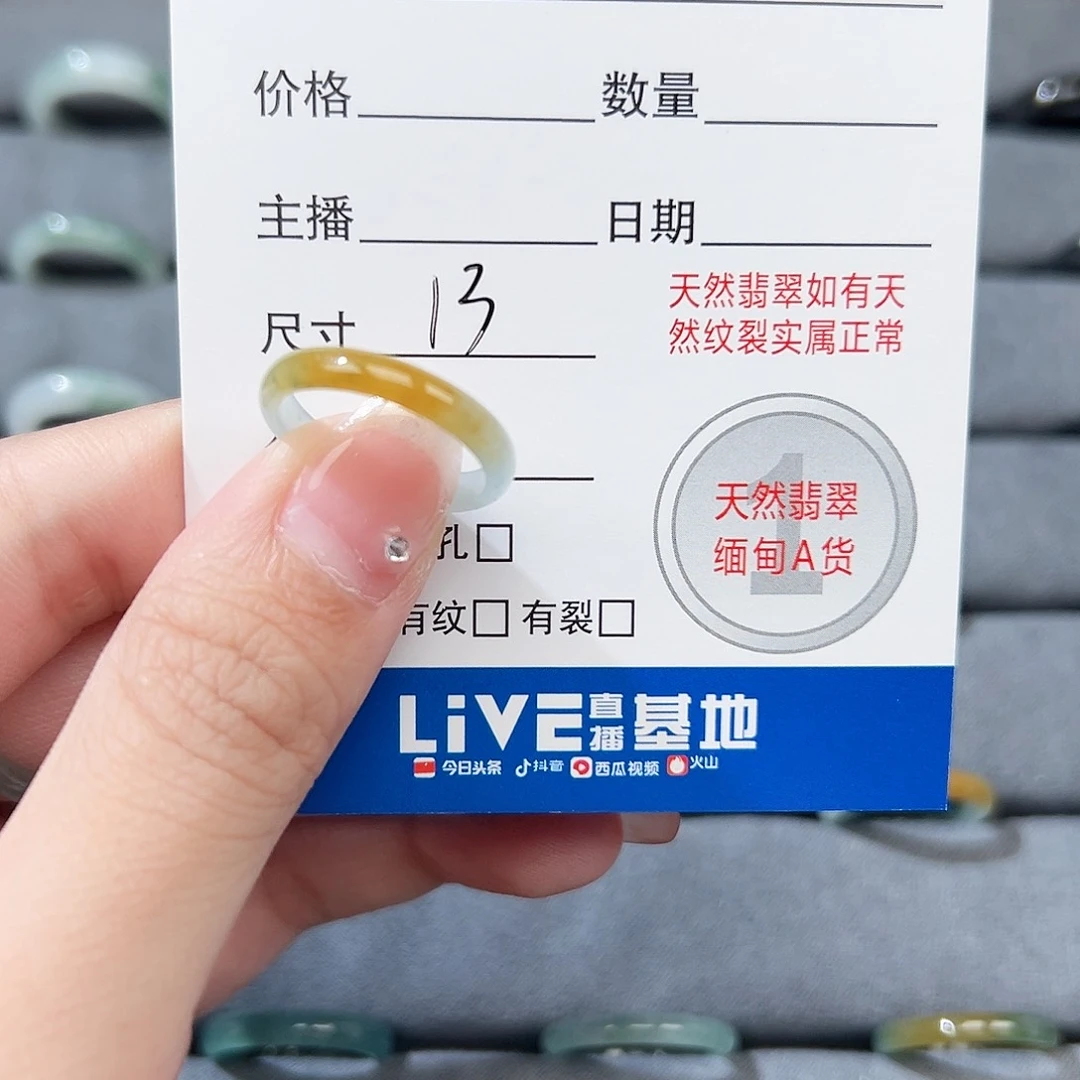 价格 数量
主播 日期
尺寸 13
天然翡翠如有天
然纹裂实属正常
1
天然翡翠
缅甸A货
孔□
有纹□ 有裂□
LiVE直播基地
今日头条 抖音 西瓜视频 火山